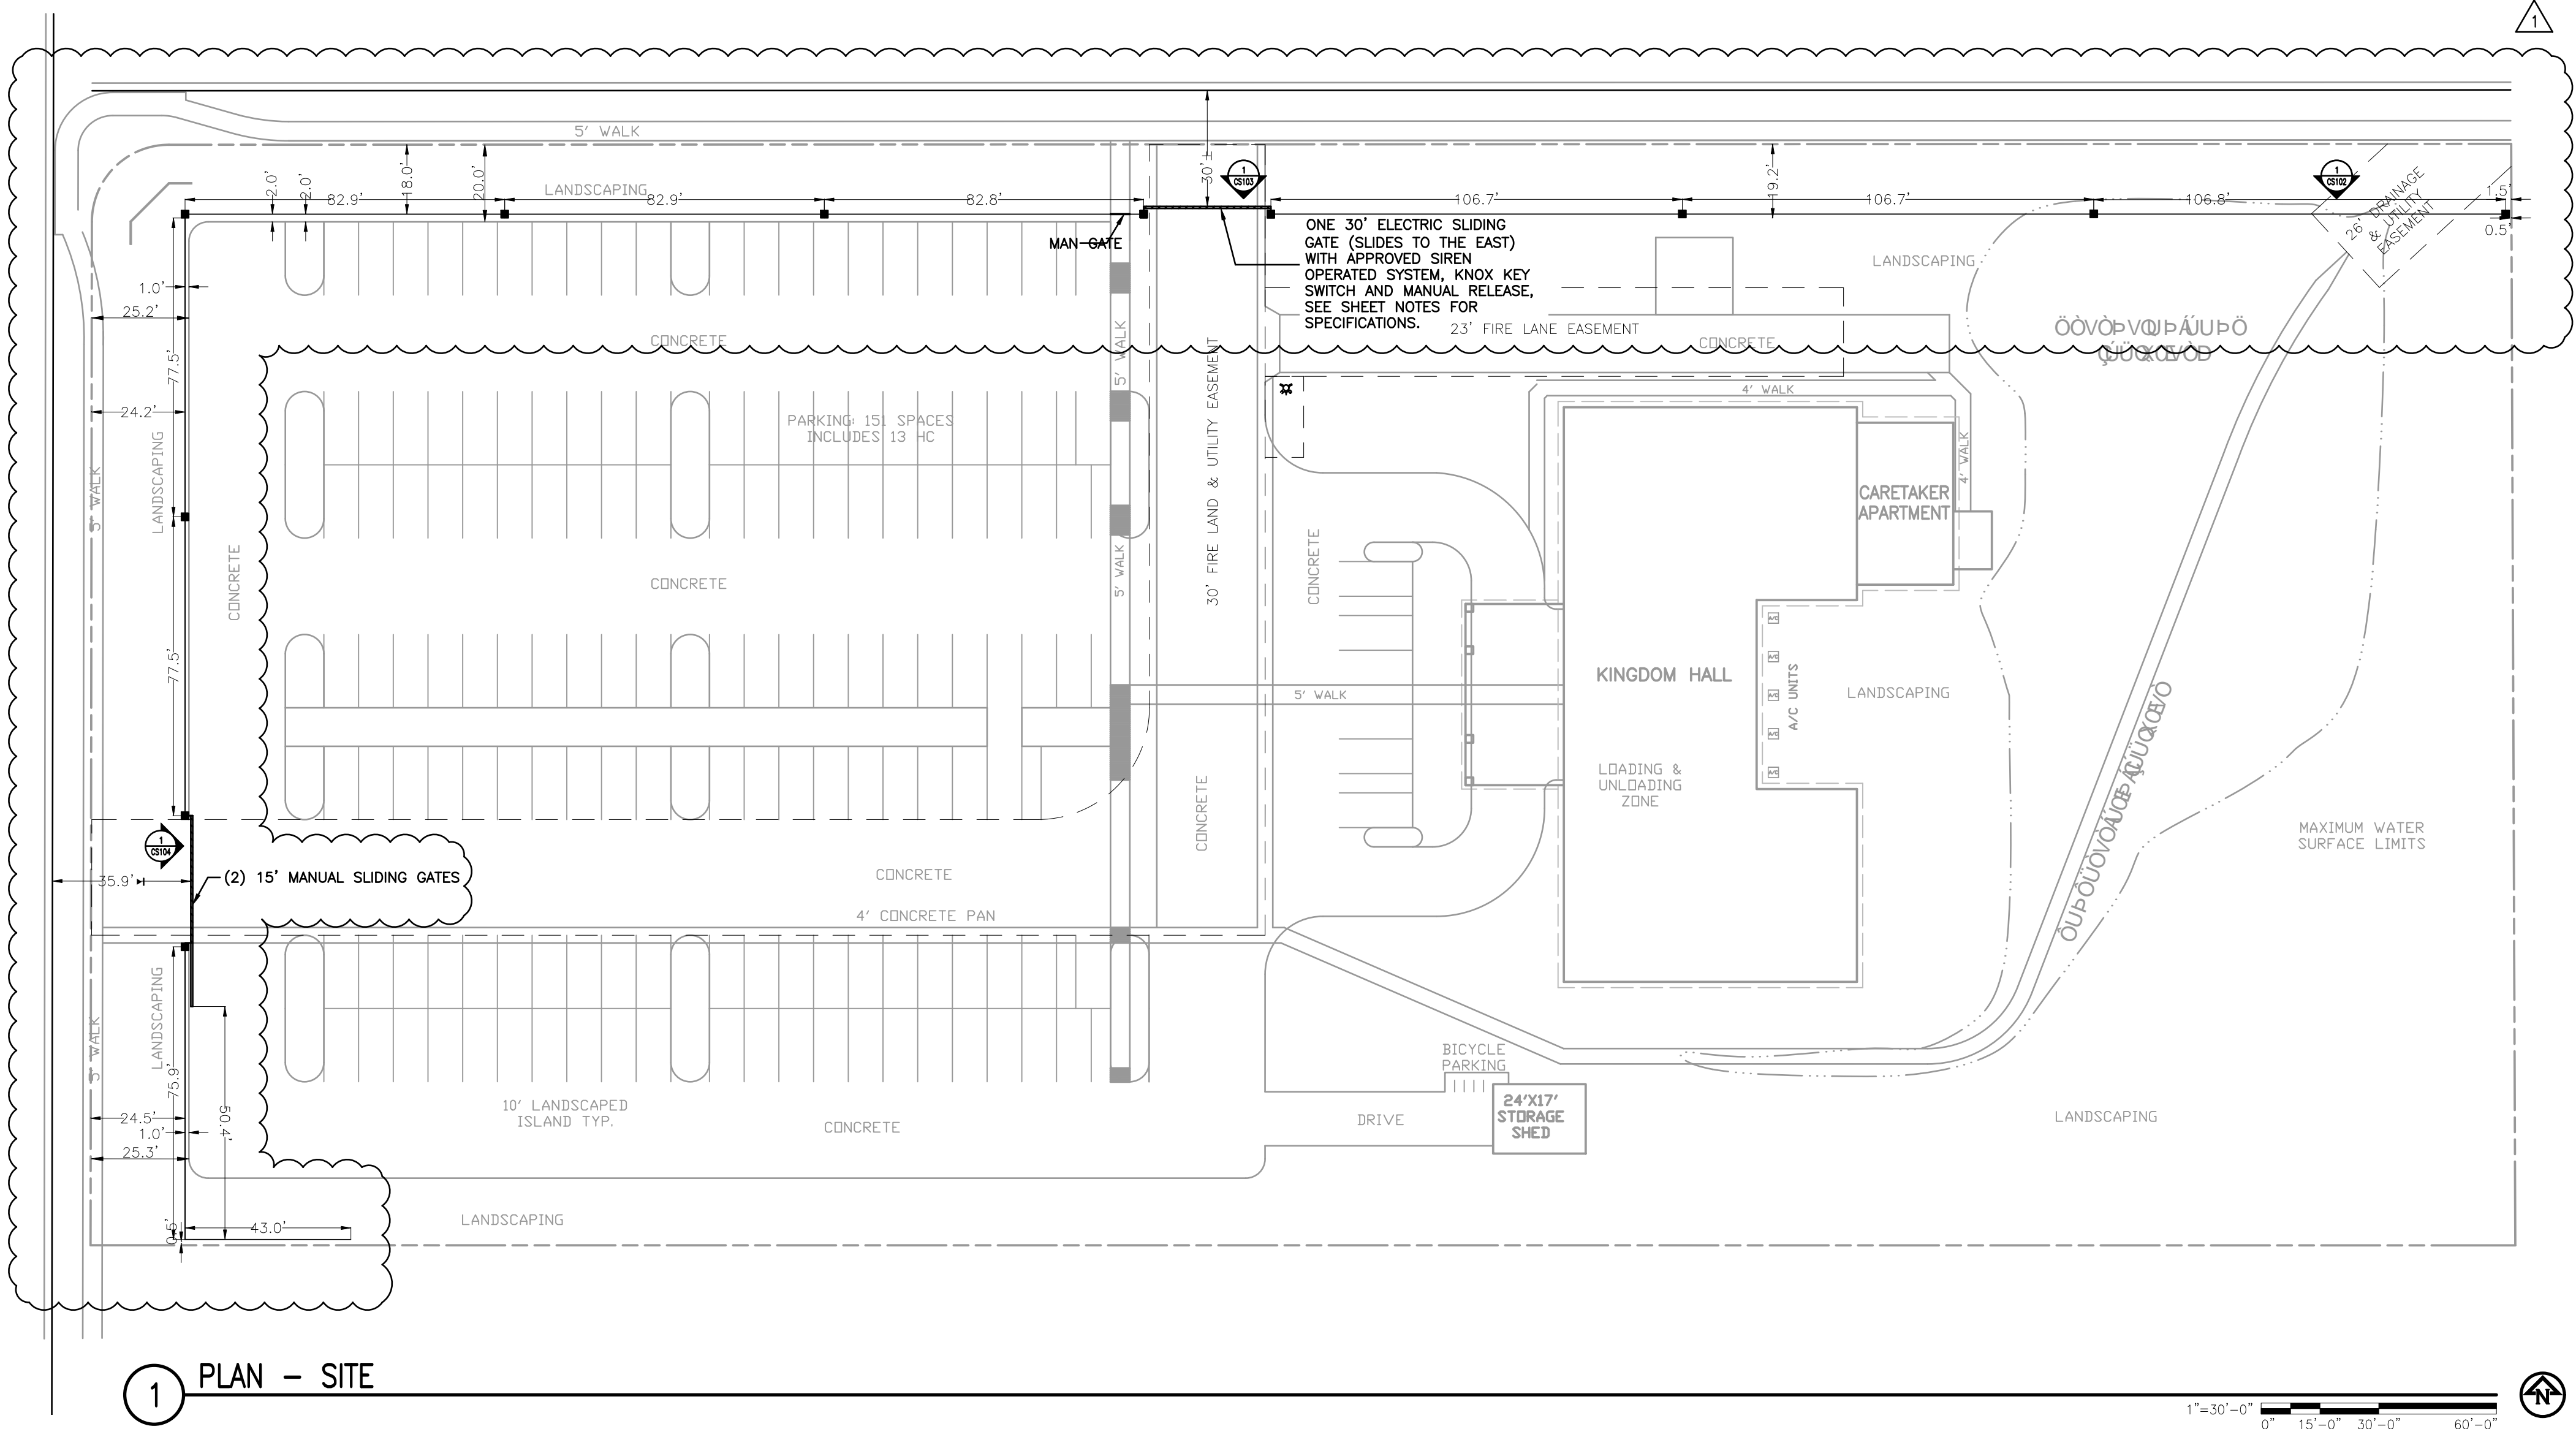 1
5' WALK
2.0'
2.0'
18.0'
20.0'
30'±
1
CS103
19.2'
1
CS102
26' DRAINAGE
& UTILITY
EASEMENT
1.5'
0.5'
LANDSCAPING
82.9'
82.9'
82.8'
106.7'
106.7'
106.8'
MAN GATE
ONE 30' ELECTRIC SLIDING
GATE (SLIDES TO THE EAST)
WITH APPROVED SIREN
OPERATED SYSTEM, KNOX KEY
SWITCH AND MANUAL RELEASE,
SEE SHEET NOTES FOR
SPECIFICATIONS.
23' FIRE LANE EASEMENT
LANDSCAPING
1.0'
25.2'
77.5'
24.2'
CONCRETE
5' WALK
CONCRETE
ÖÒVÒÞVQUÞÁÚUÞÖ
4' WALK
PARKING: 151 SPACES
INCLUDES 13 HC
5' WALK
LANDSCAPING
30' FIRE LAND & UTILITY EASEMENT
CARETAKER
APARTMENT
4' WALK
CONCRETE
CONCRETE
5' WALK
CONCRETE
77.5'
KINGDOM HALL
5' WALK
A/C UNITS
LANDSCAPING
LOADING &
UNLOADING
ZONE
CONCRETE
MAXIMUM WATER
SURFACE LIMITS
1
CS104
35.9'
(2) 15' MANUAL SLIDING GATES
CONCRETE
4' CONCRETE PAN
LANDSCAPING
5' WALK
75.9'
50.4'
24.5'
1.0'
25.3'
10' LANDSCAPED
ISLAND TYP.
CONCRETE
BICYCLE
PARKING
DRIVE
24'X17'
STORAGE
SHED
LANDSCAPING
0.5'
43.0'
LANDSCAPING
1
PLAN – SITE
1"=30'-0"
0" 15'-0" 30'-0" 60'-0"
N